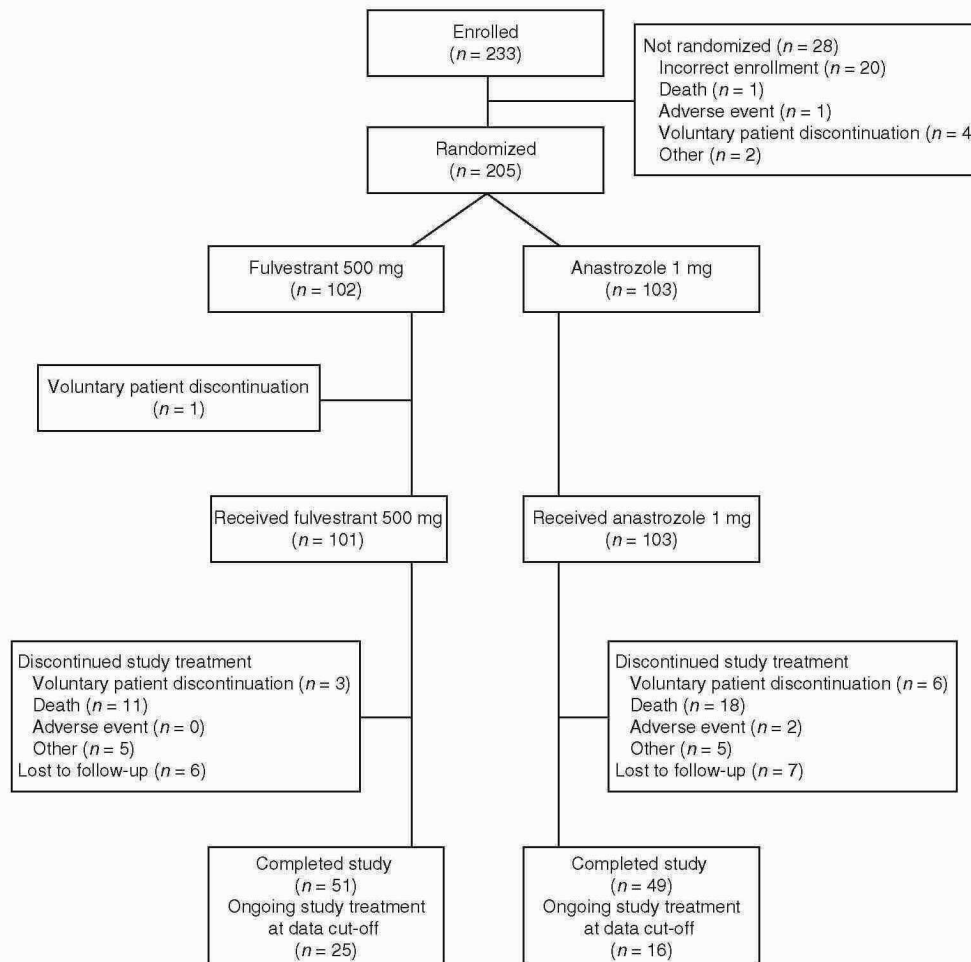 Enrolled
(n = 233)
Not randomized (n = 28)
Incorrect enrollment (n = 20)
Death (n = 1)
Adverse event (n = 1)
Voluntary patient discontinuation (n = 4
Other (n = 2)
Randomized
(n = 205)
Fulvestrant 500 mg
(n = 102)
Anastrozole 1 mg
(n = 103)
Voluntary patient discontinuation
(n = 1)
Received fulvestrant 500 mg
(n = 101)
Received anastrozole 1 mg
(n = 103)
Discontinued study treatment
Voluntary patient discontinuation (n = 3)
Death (n = 11)
Adverse event (n = 0)
Other (n = 5)
Lost to follow-up (n = 6)
Discontinued study treatment
Voluntary patient discontinuation (n = 6)
Death (n = 18)
Adverse event (n = 2)
Other (n = 5)
Lost to follow-up (n = 7)
Completed study
(n = 51)
Ongoing study treatment
at data cut-off
(n = 25)
Completed study
(n = 49)
Ongoing study treatment
at data cut-off
(n = 16)